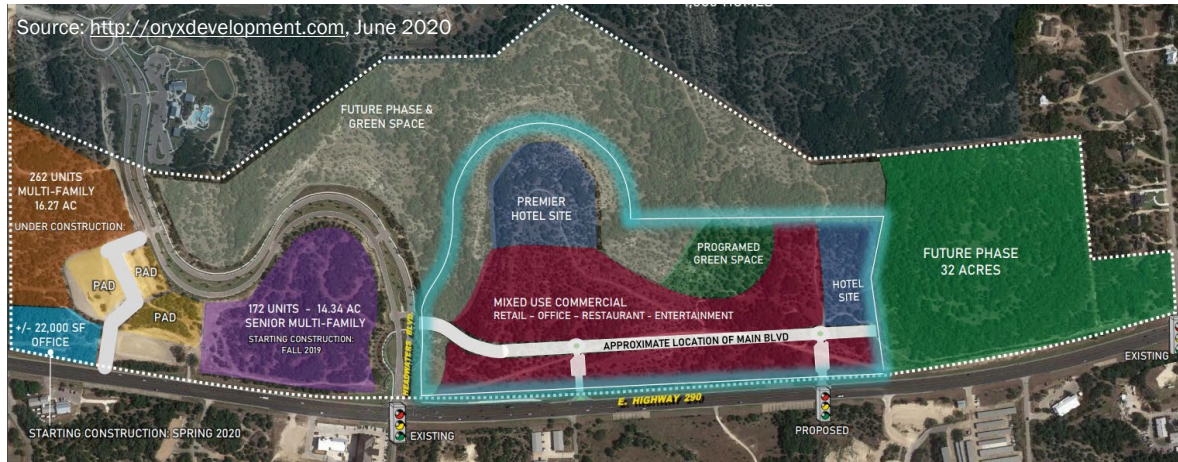 Source: http://oryxdevelopment.com, June 2020
FUTURE PHASE &
GREEN SPACE
262 UNITS
MULTI-FAMILY
16.27 AC
UNDER CONSTRUCTION:
PAD
PAD
PAD
+/- 22,000 SF
OFFICE
STARTING CONSTRUCTION: SPRING 2020
172 UNITS - 14.34 AC
SENIOR MULTI-FAMILY
STARTING CONSTRUCTION:
FALL 2019
HEADWATERS BLVD.
EXISTING
PREMIER
HOTEL SITE
PROGRAMED
GREEN SPACE
MIXED USE COMMERCIAL
RETAIL - OFFICE - RESTAURANT - ENTERTAINMENT
HOTEL
SITE
APPROXIMATE LOCATION OF MAIN BLVD
E. HIGHWAY 290
PROPOSED
FUTURE PHASE
32 ACRES
EXISTING